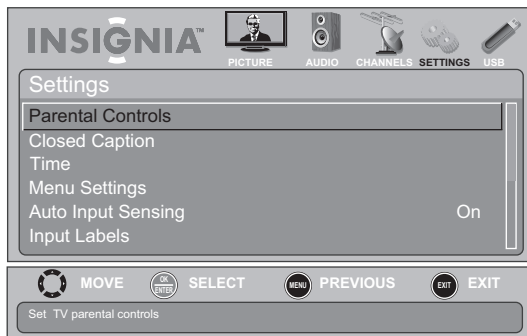 INSIGNIA™
PICTURE AUDIO CHANNELS SETTINGS USB
Settings
Parental Controls
Closed Caption
Time
Menu Settings
Auto Input Sensing On
Input Labels
MOVE OK ENTER SELECT MENU PREVIOUS EXIT EXIT
Set TV parental controls